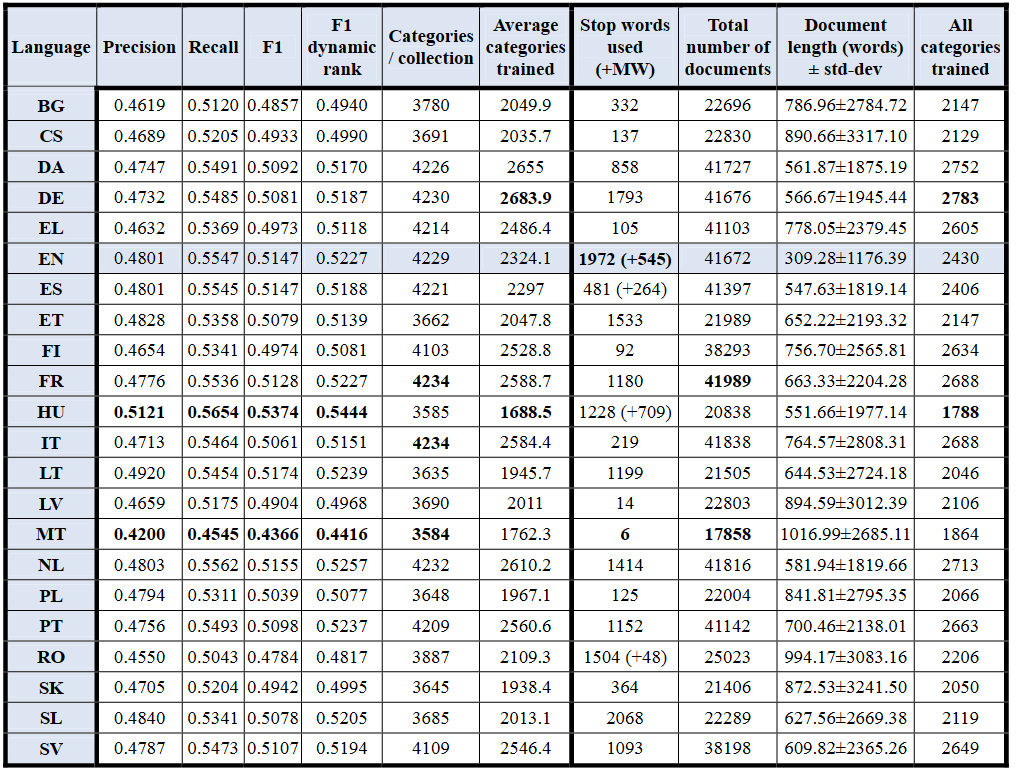 Language Precision Recall F1 F1 dynamic rank Categories / collection Average categories trained Stop words used (+MW) Total number of documents Document length (words) ± std-dev All categories trained
BG 0.4619 0.5120 0.4857 0.4940 3780 2049.9 332 22696 786.96±2784.72 2147
CS 0.4689 0.5205 0.4933 0.4990 3691 2035.7 137 22830 890.66±3317.10 2129
DA 0.4747 0.5491 0.5092 0.5170 4226 2655 858 41727 561.87±1875.19 2752
DE 0.4732 0.5485 0.5081 0.5187 4230 2683.9 1793 41676 566.67±1945.44 2783
EL 0.4632 0.5369 0.4973 0.5118 4214 2486.4 105 41103 778.05±2379.45 2605
EN 0.4801 0.5547 0.5147 0.5227 4229 2324.1 1972 (+545) 41672 309.28±1176.39 2430
ES 0.4801 0.5545 0.5147 0.5188 4221 2297 481 (+264) 41397 547.63±1819.14 2406
ET 0.4828 0.5358 0.5079 0.5139 3662 2047.8 1533 21989 652.22±2193.32 2147
FI 0.4654 0.5341 0.4974 0.5081 4103 2528.8 92 38293 756.70±2565.81 2634
FR 0.4776 0.5536 0.5128 0.5227 4234 2588.7 1180 41989 663.33±2204.28 2688
HU 0.5121 0.5654 0.5374 0.5444 3585 1688.5 1228 (+709) 20838 551.66±1977.14 1788
IT 0.4713 0.5464 0.5061 0.5151 4234 2584.4 219 41838 764.57±2808.31 2688
LT 0.4920 0.5454 0.5174 0.5239 3635 1945.7 1199 21505 644.53±2724.18 2046
LV 0.4659 0.5175 0.4904 0.4968 3690 2011 14 22803 894.59±3012.39 2106
MT 0.4200 0.4545 0.4366 0.4416 3584 1762.3 6 17858 1016.99±2685.11 1864
NL 0.4803 0.5562 0.5155 0.5257 4232 2610.2 1414 41816 581.94±1819.66 2713
PL 0.4794 0.5311 0.5039 0.5077 3648 1967.1 125 22004 841.81±2795.35 2066
PT 0.4756 0.5493 0.5098 0.5237 4209 2560.6 1152 41142 700.46±2138.01 2663
RO 0.4550 0.5043 0.4784 0.4817 3887 2109.3 1504 (+48) 25023 994.17±3083.16 2206
SK 0.4705 0.5204 0.4942 0.4995 3645 1938.4 364 21406 872.53±3241.50 2050
SL 0.4840 0.5341 0.5078 0.5205 3685 2013.1 2068 22289 627.56±2669.38 2119
SV 0.4787 0.5473 0.5107 0.5194 4109 2546.4 1093 38198 609.82±2365.26 2649